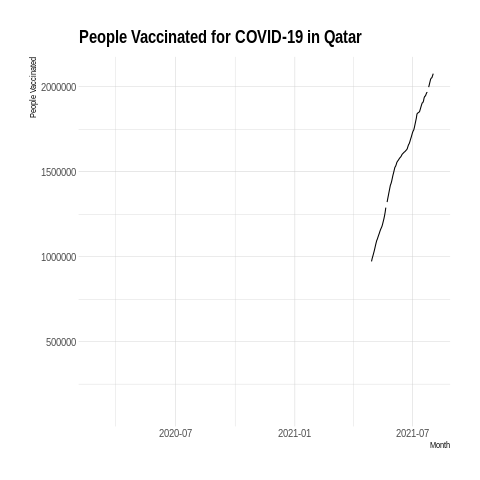 People Vaccinated for COVID-19 in Qatar
People Vaccinated
2000000
1500000
1000000
500000
2020-07 2021-01 2021-07
Month